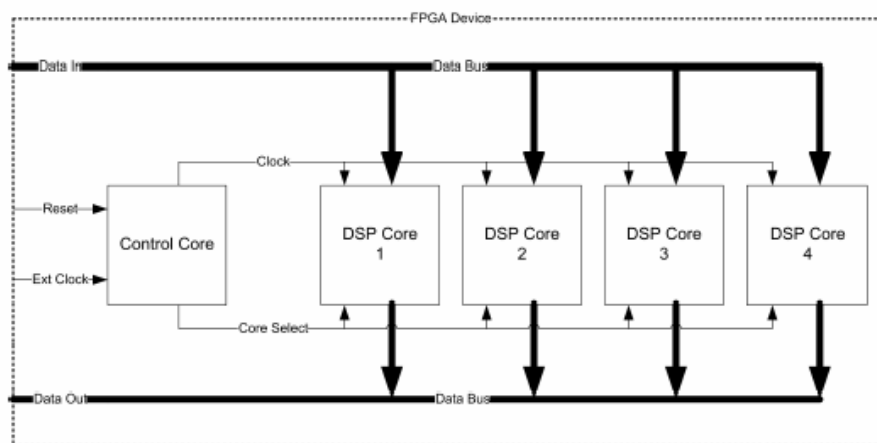 FPGA Device
Data In
Data Bus
Clock
Reset
Control Core
DSP Core
1
DSP Core
2
DSP Core
3
DSP Core
4
Ext Clock
Core Select
Data Out
Data Bus